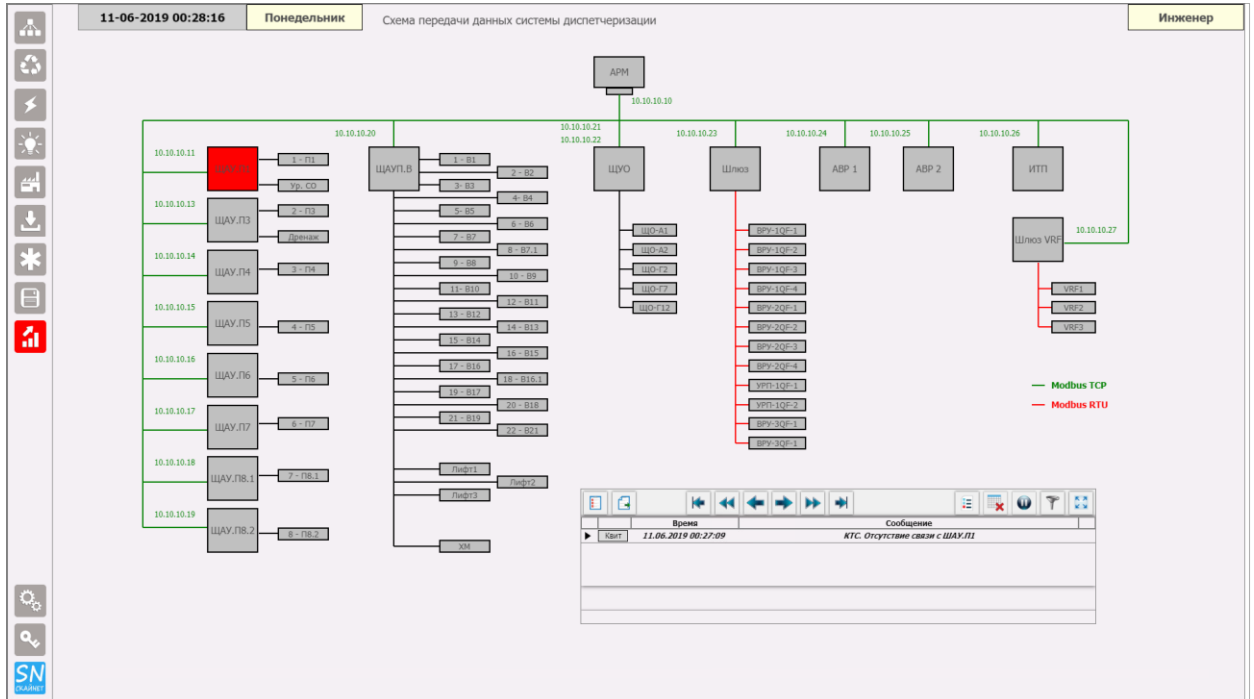 11-06-2019 00:28:16 Понедельник Схема передачи данных системы диспетчеризации Инженер
АРМ
10.10.10.10
10.10.10.20
10.10.10.21
10.10.10.22
10.10.10.23
10.10.10.24
10.10.10.25
10.10.10.26
10.10.10.11
ЩАУ.П1
1 - П1
Ур. СО
10.10.10.13
ЩАУ.П3
2 - П3
Дренаж
10.10.10.14
ЩАУ.П4
3 - П4
10.10.10.15
ЩАУ.П5
4 - П5
10.10.10.16
ЩАУ.П6
5 - П6
10.10.10.17
ЩАУ.П7
6 - П7
10.10.10.18
ЩАУ.П8.1
7 - П8.1
10.10.10.19
ЩАУ.П8.2
8 - П8.2
ЩАУП.В
1 - В1
2 - В2
3- В3
4- В4
5- В5
6 - В6
7 - В7
8 - В7.1
9 - В8
10 - В9
11- В10
12 - В11
13 - В12
14 - В13
15 - В14
16 - В15
17 - В16
18 - В16.1
19 - В17
20 - В18
21 - В19
22 - В21
Лифт1
Лифт2
Лифт3
ХМ
ЩУО
ЩО-А1
ЩО-А2
ЩО-Г2
ЩО-Г7
ЩО-Г12
Шлюз
ВРУ-1QF-1
ВРУ-1QF-2
ВРУ-1QF-3
ВРУ-1QF-4
ВРУ-2QF-1
ВРУ-2QF-2
ВРУ-2QF-3
ВРУ-2QF-4
УРП-1QF-1
УРП-1QF-2
ВРУ-3QF-1
ВРУ-3QF-1
АВР 1
АВР 2
ИТП
Шлюз VRF
10.10.10.27
VRF1
VRF2
VRF3
Modbus TCP
Modbus RTU
Время Сообщение
Квит 11.06.2019 00:27:09 КТС. Отсутствие связи с ШАУ.П1
SN
СКАЙНЕТ